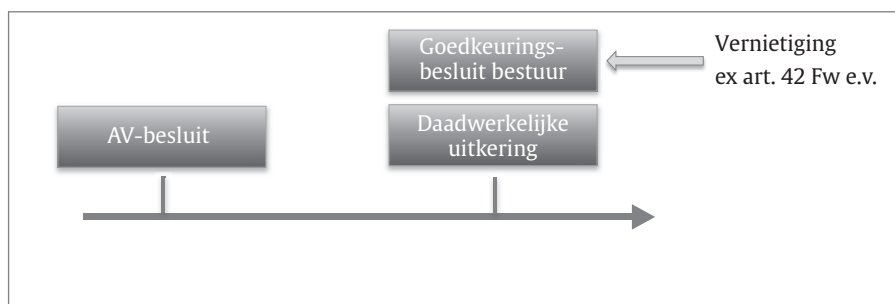 Goedkeurings-
besluit bestuur
Vernietiging
ex art. 42 Fw e.v.
AV-besluit
Daadwerkelijke
uitkering